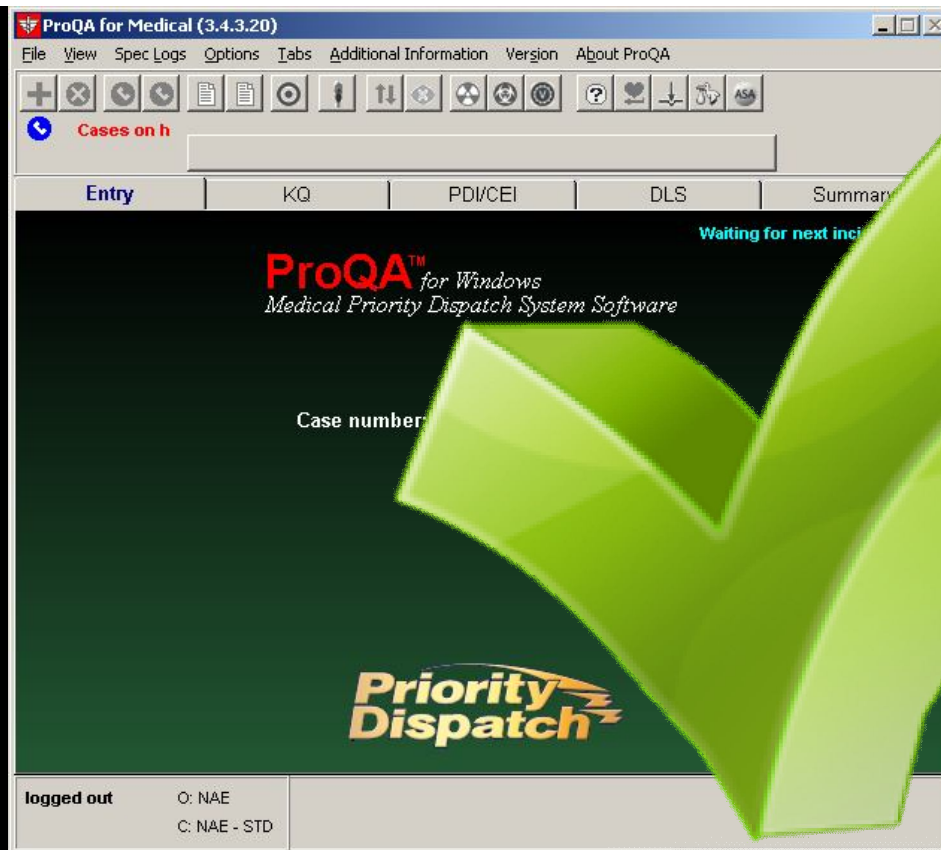 ProQA for Medical (3.4.3.20)
File View Spec Logs Options Tabs Additional Information Version About ProQA
ASA
Cases on h
Entry KQ PDI/CEI DLS Summary
Waiting for next inci
ProQA™ for Windows
Medical Priority Dispatch System Software
Case number:
Priority
Dispatch
logged out O: NAE
C: NAE - STD